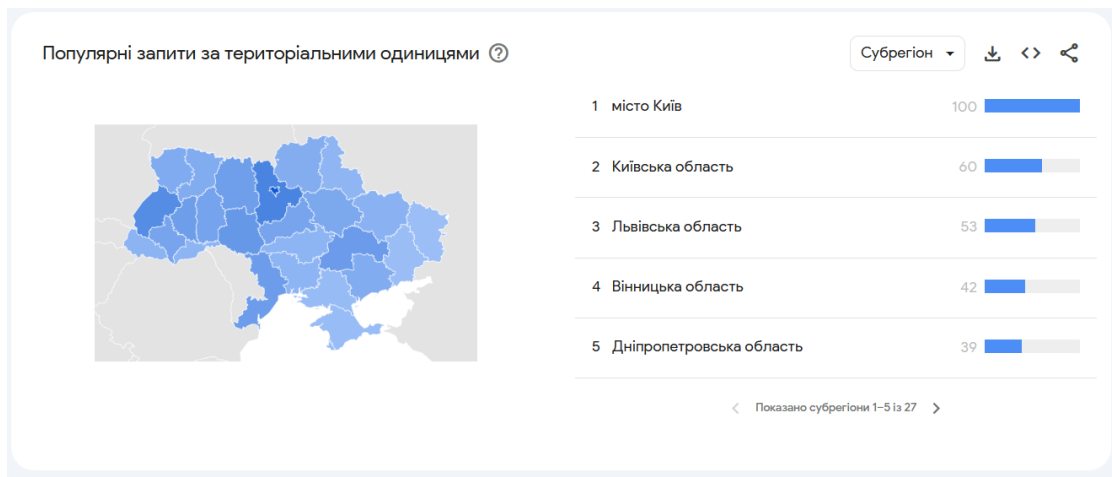 Популярні запити за територіальними одиницями ?
Субрегіон
1 місто Київ 100
2 Київська область 60
3 Львівська область 53
4 Вінницька область 42
5 Дніпропетровська область 39
Показано субрегіони 1–5 із 27